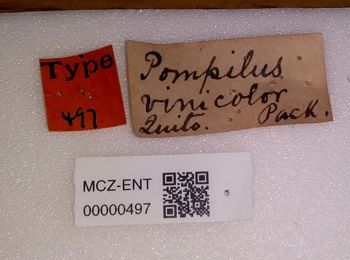 Type
497
Pompilus
vinicolor
Quito. Pack.
MCZ-ENT
00000497